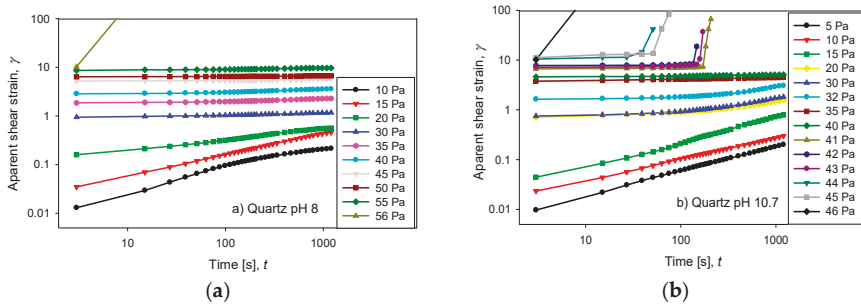 Apparent shear strain, γ
100
10
1
0.1
0.01
10
100
1000
Time [s], t
a) Quartz pH 8
10 Pa
15 Pa
20 Pa
30 Pa
35 Pa
40 Pa
45 Pa
50 Pa
55 Pa
56 Pa
(a)
Apparent shear strain, γ
100
10
1
0.1
0.01
10
100
1000
Time [s], t
b) Quartz pH 10.7
5 Pa
10 Pa
15 Pa
20 Pa
30 Pa
32 Pa
35 Pa
40 Pa
41 Pa
42 Pa
43 Pa
44 Pa
45 Pa
46 Pa
(b)